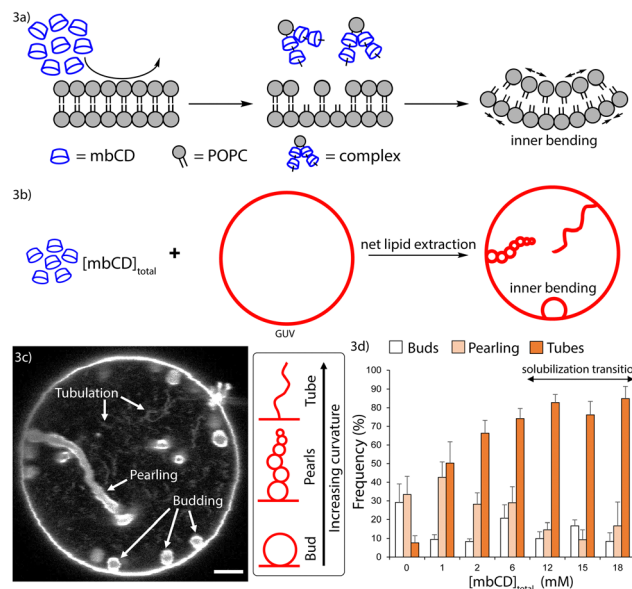 3a)
= mbCD
= POPC
= complex
inner bending
3b)
[mbCD]total
+
GUV
net lipid extraction
inner bending
3c
Tubulation
Pearling
Budding
Tube
Pearls
Bud
Increasing curvature
3d)
Buds Pearling Tubes
solubilization transition
Frequency (%)
100
90
80
70
60
50
40
30
20
10
0
0 1 2 6 12 15 18
[mbCD]total (mM)